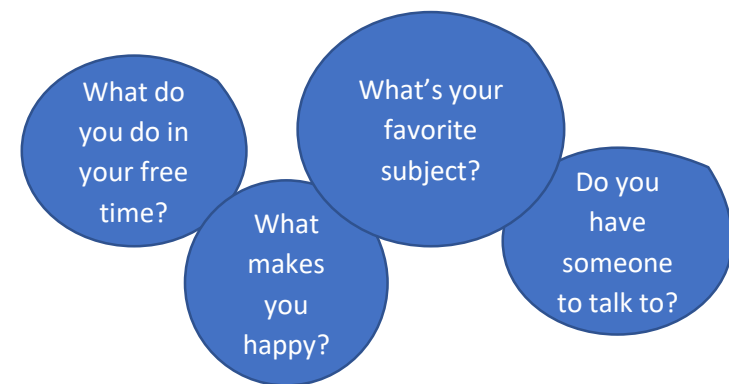 What do
you do in
your free
time?
What
makes
you
happy?
What’s your
favorite
subject?
Do you
have
someone
to talk to?